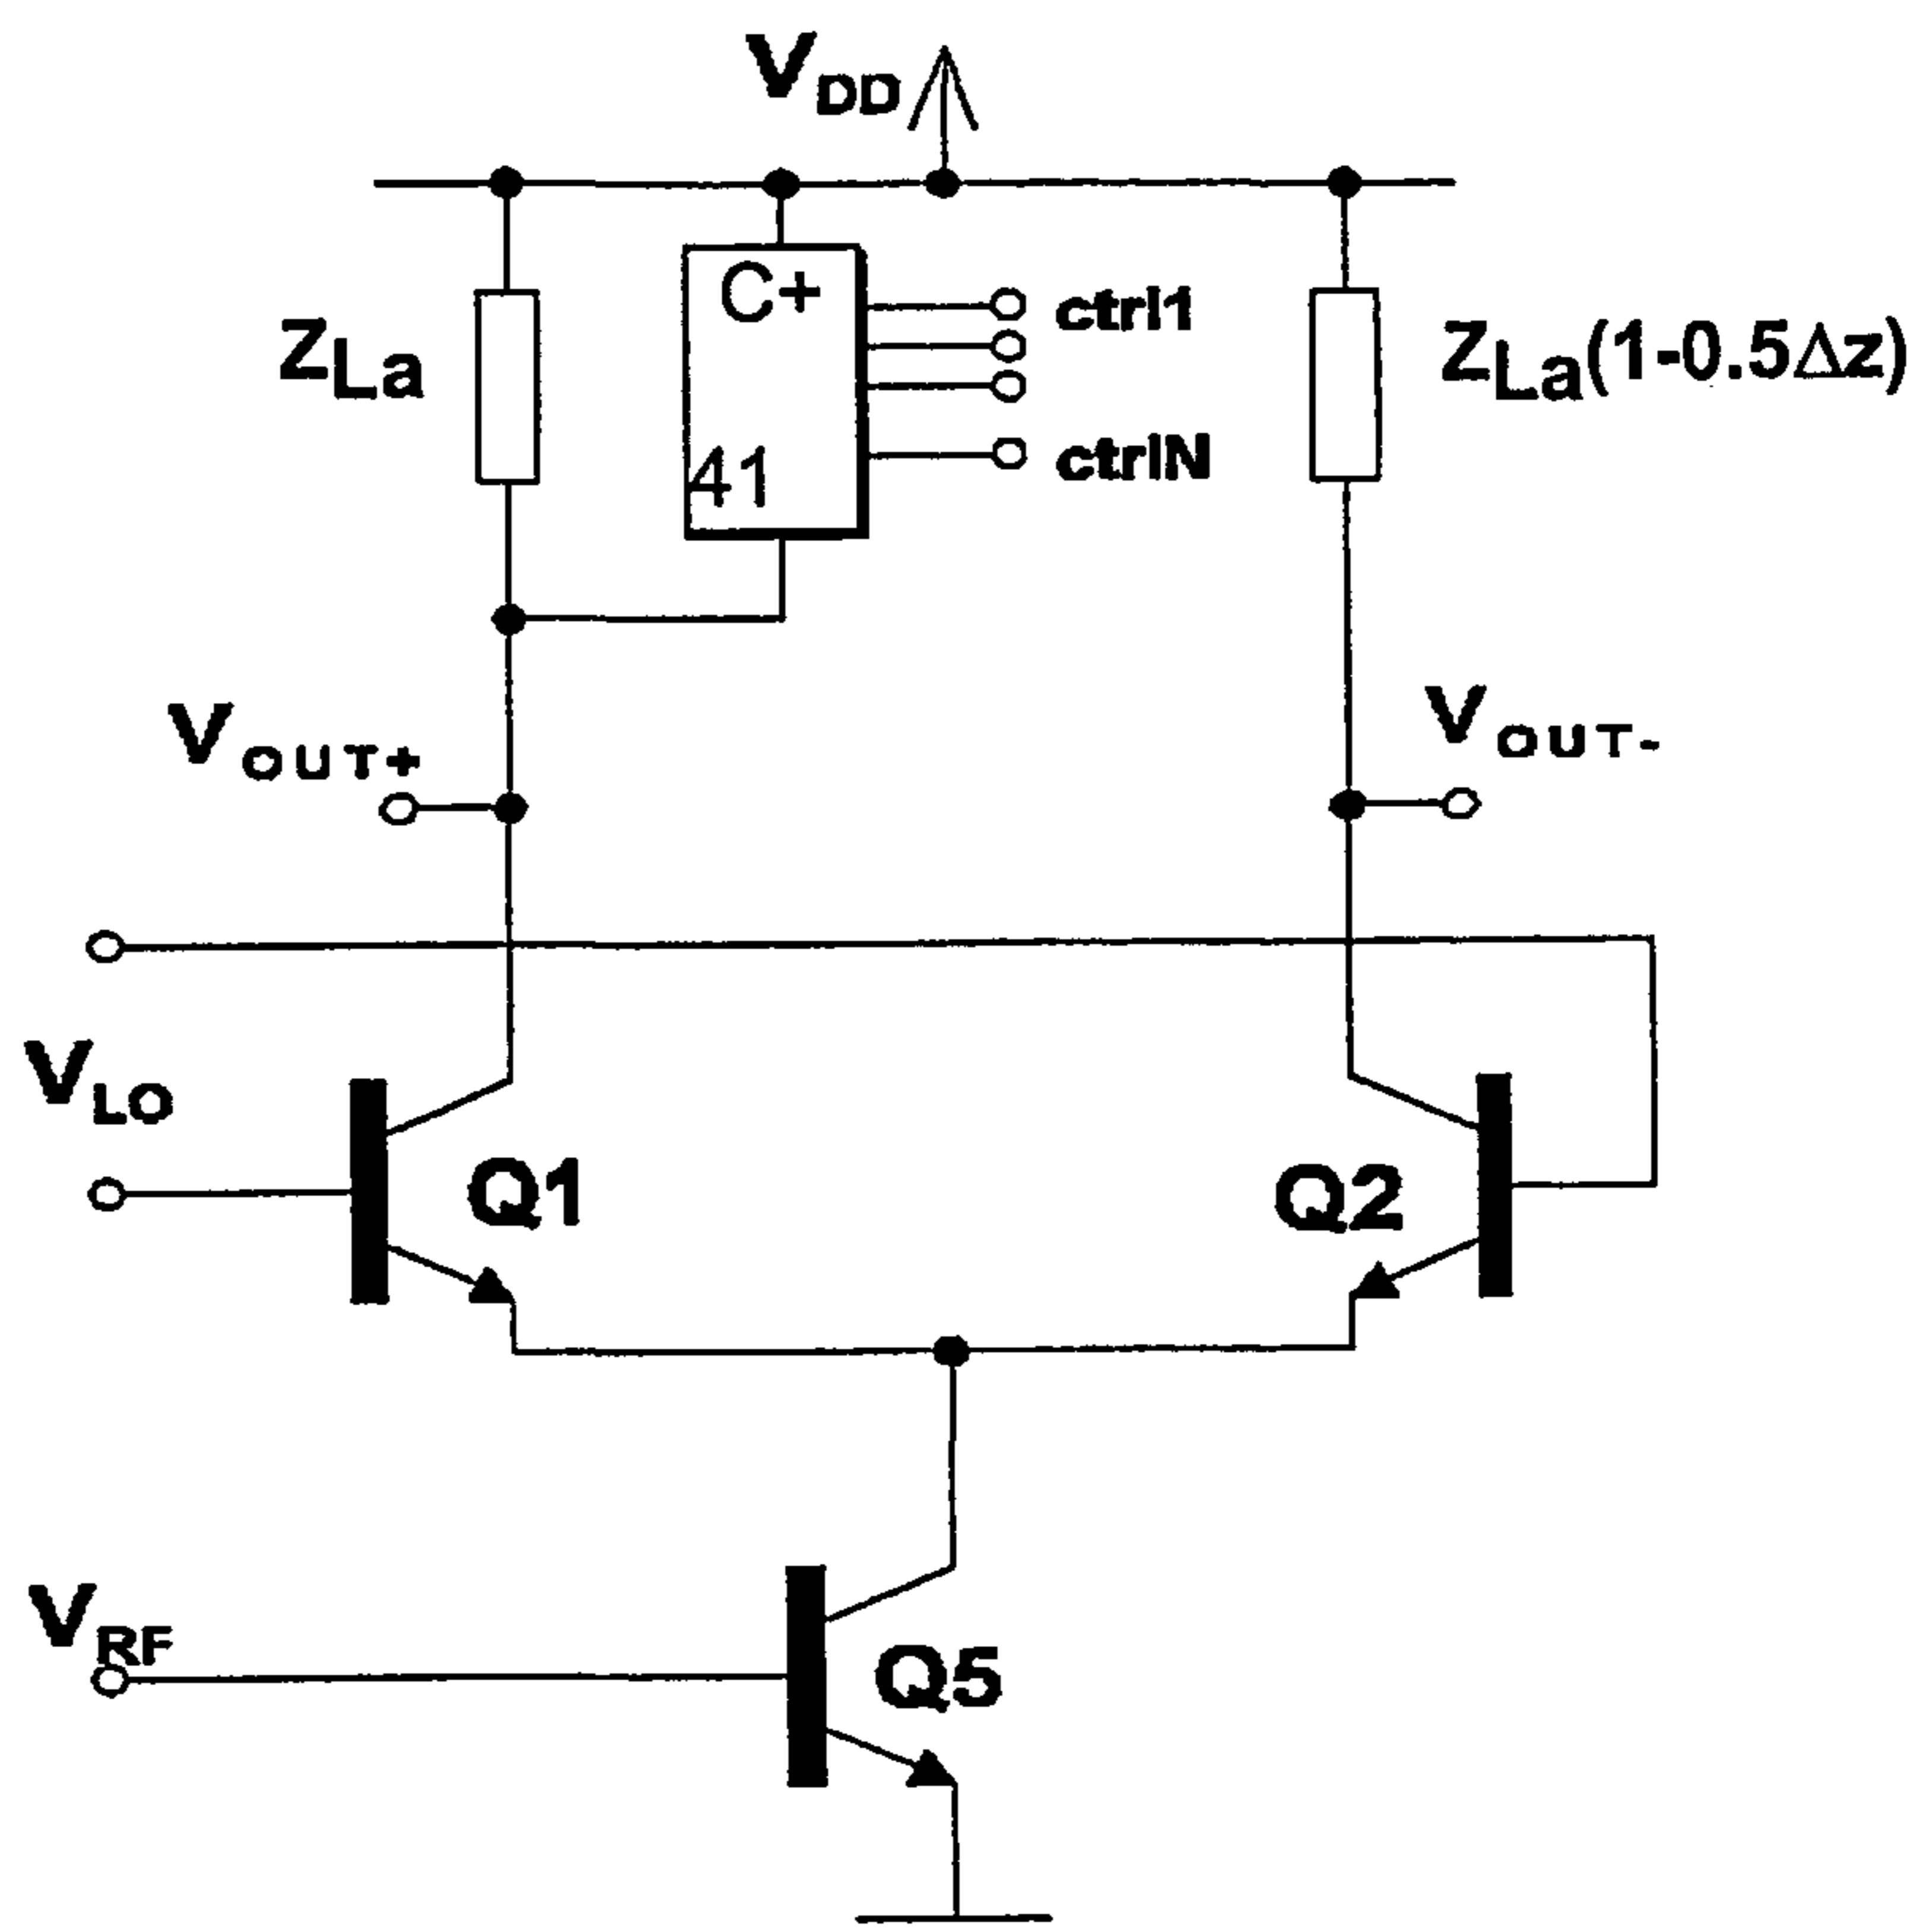 VDD
C+
41
ctrl1
ctrlN
ZLa
ZLa(1-0.5Δz)
VOUT+
VOUT-
VLO
Q1
Q2
VRF
Q5